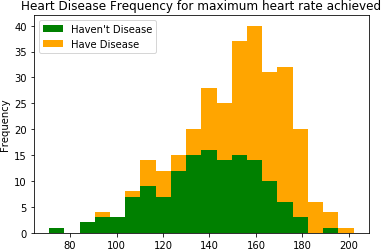 Heart Disease Frequency for maximum heart rate achieved
Haven't Disease
Have Disease
Frequency
40
35
30
25
20
15
10
5
0
80 100 120 140 160 180 200